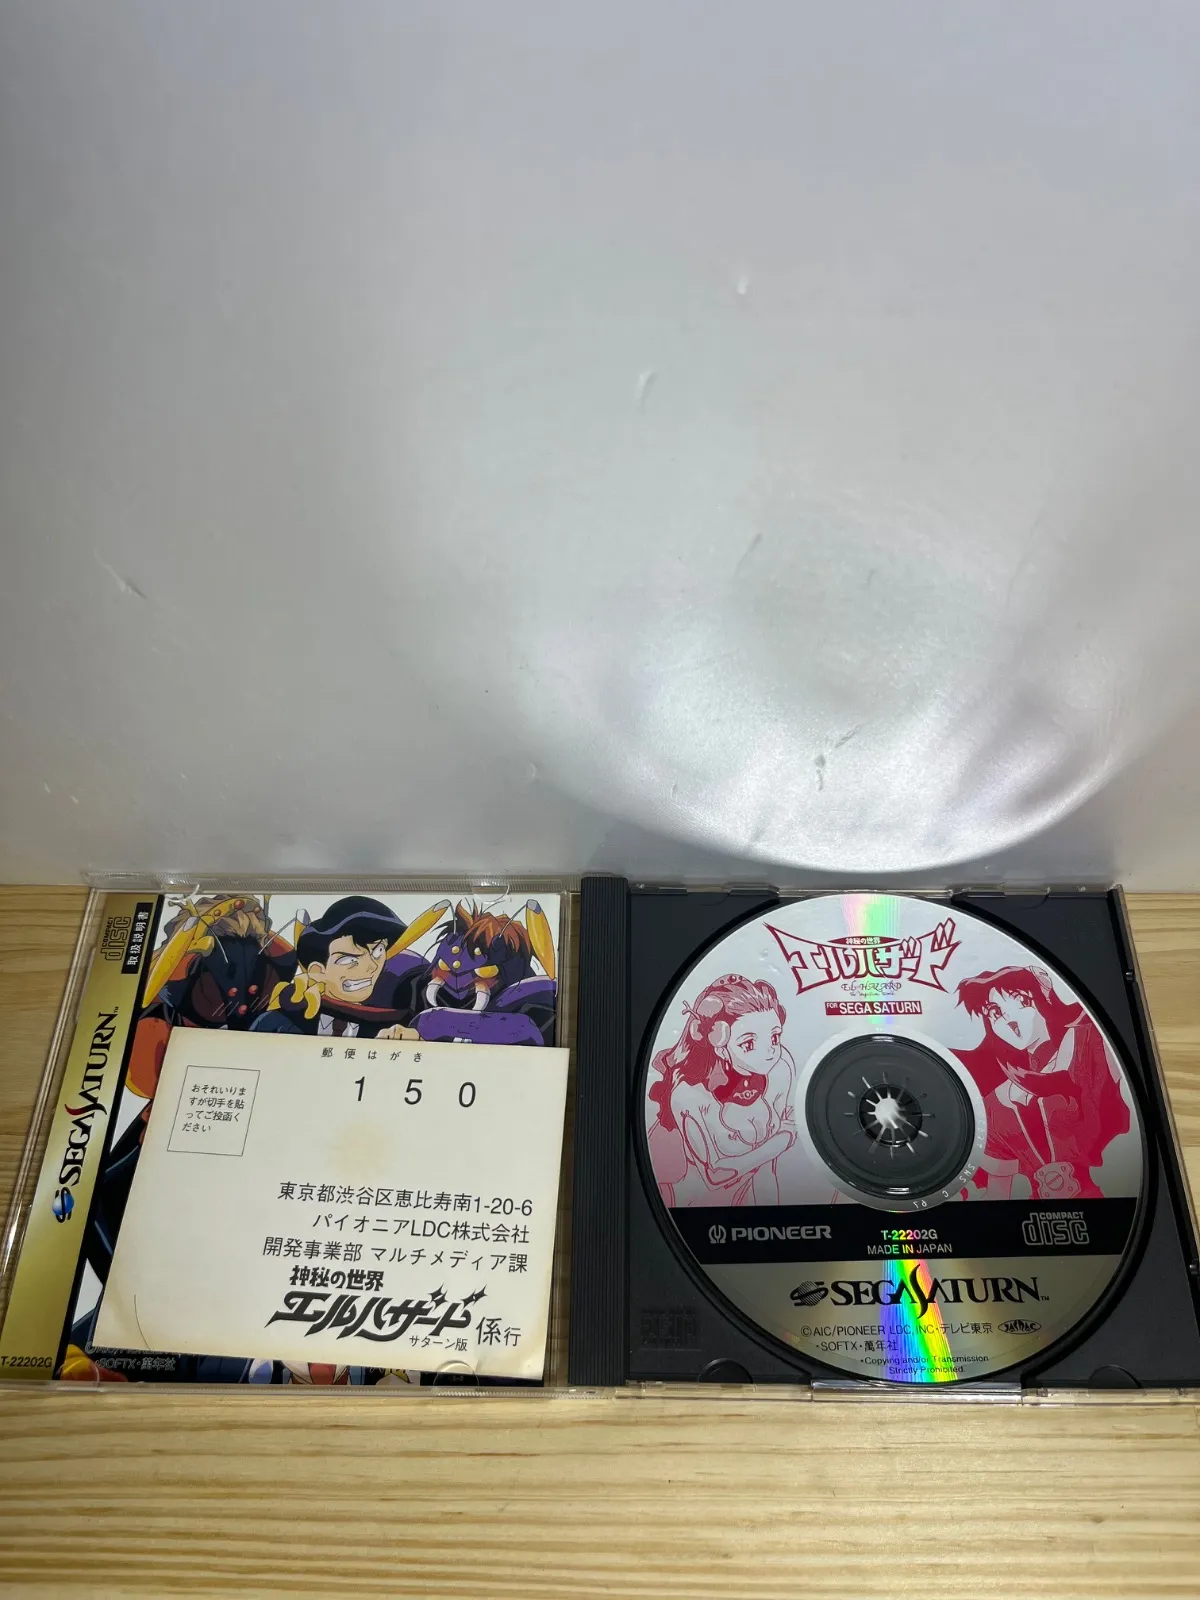 COMPACT
disc
取扱説明書
SEGA SATURN™
T-22202G
・SOFTX・萬年社
郵便はがき
150
おそれいりま
すが切手を貼
ってご投函く
ださい
東京都渋谷区恵比寿南1-20-6
パイオニアLDC株式会社
開発事業部 マルチメディア課
神秘の世界
エルハザード
サターン版
係行
神秘の世界
エルハザード
EL-HAZARD
FOR SEGA SATURN
PIONEER
T-22202G
MADE IN JAPAN
COMPACT
disc
SEGA SATURN™
©AIC/PIONEER LDC, INC・テレビ東京
・SOFTX・萬年社
・Copying and/or Transmission
Strictly Prohibited.